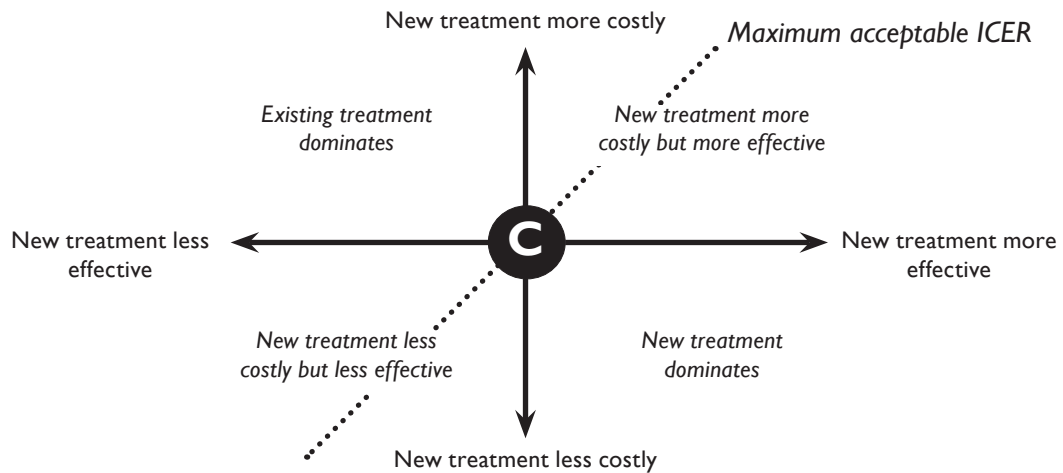 New treatment more costly
Maximum acceptable ICER
Existing treatment
dominates
New treatment more
costly but more effective
New treatment less
effective
C
New treatment more
effective
New treatment less
costly but less effective
New treatment
dominates
New treatment less costly